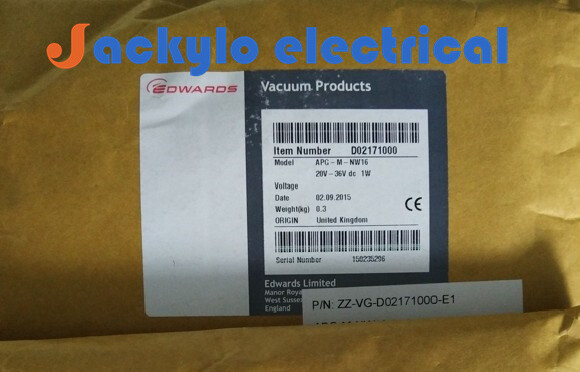 Jackylo electrical
EDWARDS
Vacuum Products
Item Number D02171000
Model APG-M-NW16
20V-36V dc 1W
Voltage
Date 02.09.2015
Weight(kg) 0.3
CE
ORIGIN United Kingdom
Serial Number 158235296
Edwards Limited
Manor Roya
West Susse
England
P/N: ZZ-VG-D02171000-E1